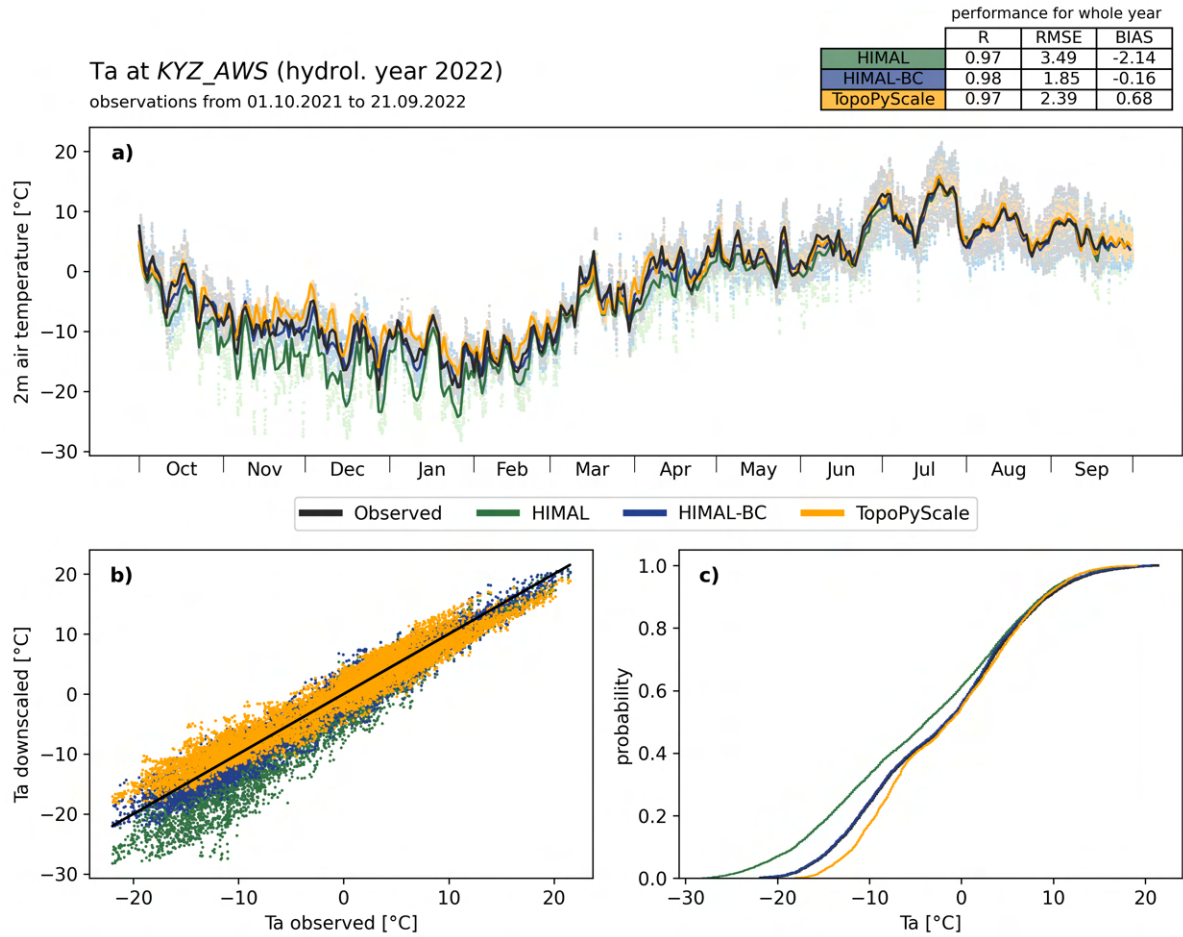 performance for whole year
R RMSE BIAS
HIMAL 0.97 3.49 -2.14
HIMAL-BC 0.98 1.85 -0.16
TopoPyScale 0.97 2.39 0.68
Ta at KYZ_AWS (hydrol. year 2022)
observations from 01.10.2021 to 21.09.2022
a)
2m air temperature [°C]
20
10
0
−10
−20
−30
Oct Nov Dec Jan Feb Mar Apr May Jun Jul Aug Sep
Observed HIMAL HIMAL-BC TopoPyScale
b)
Ta downscaled [°C]
20
10
0
−10
−20
−30
−20 −10 0 10 20
Ta observed [°C]
c)
probability
1.0
0.8
0.6
0.4
0.2
0.0
−30 −20 −10 0 10 20
Ta [°C]